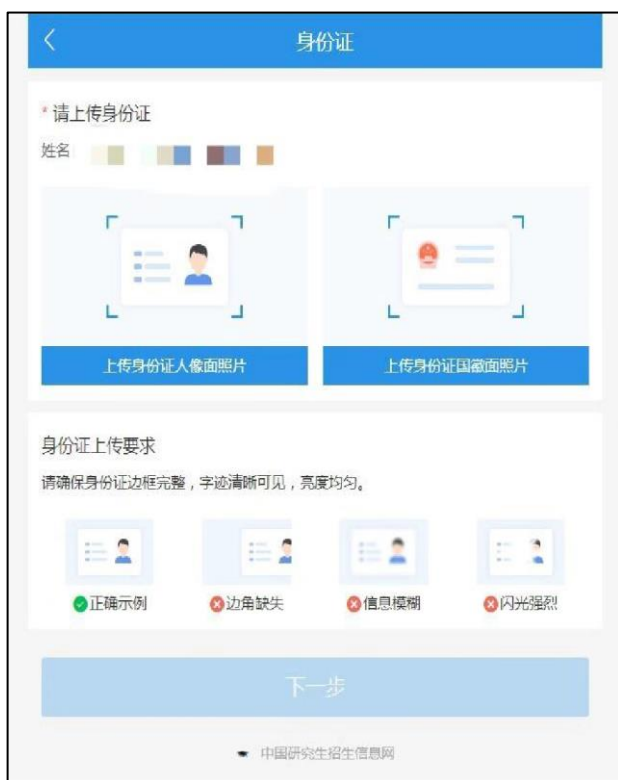 身份证
* 请上传身份证
姓名
上传身份证人像面照片
上传身份证国徽面照片
身份证上传要求
请确保身份证边框完整，字迹清晰可见，亮度均匀。
正确示例
边角缺失
信息模糊
闪光强烈
下一步
中国研究生招生信息网